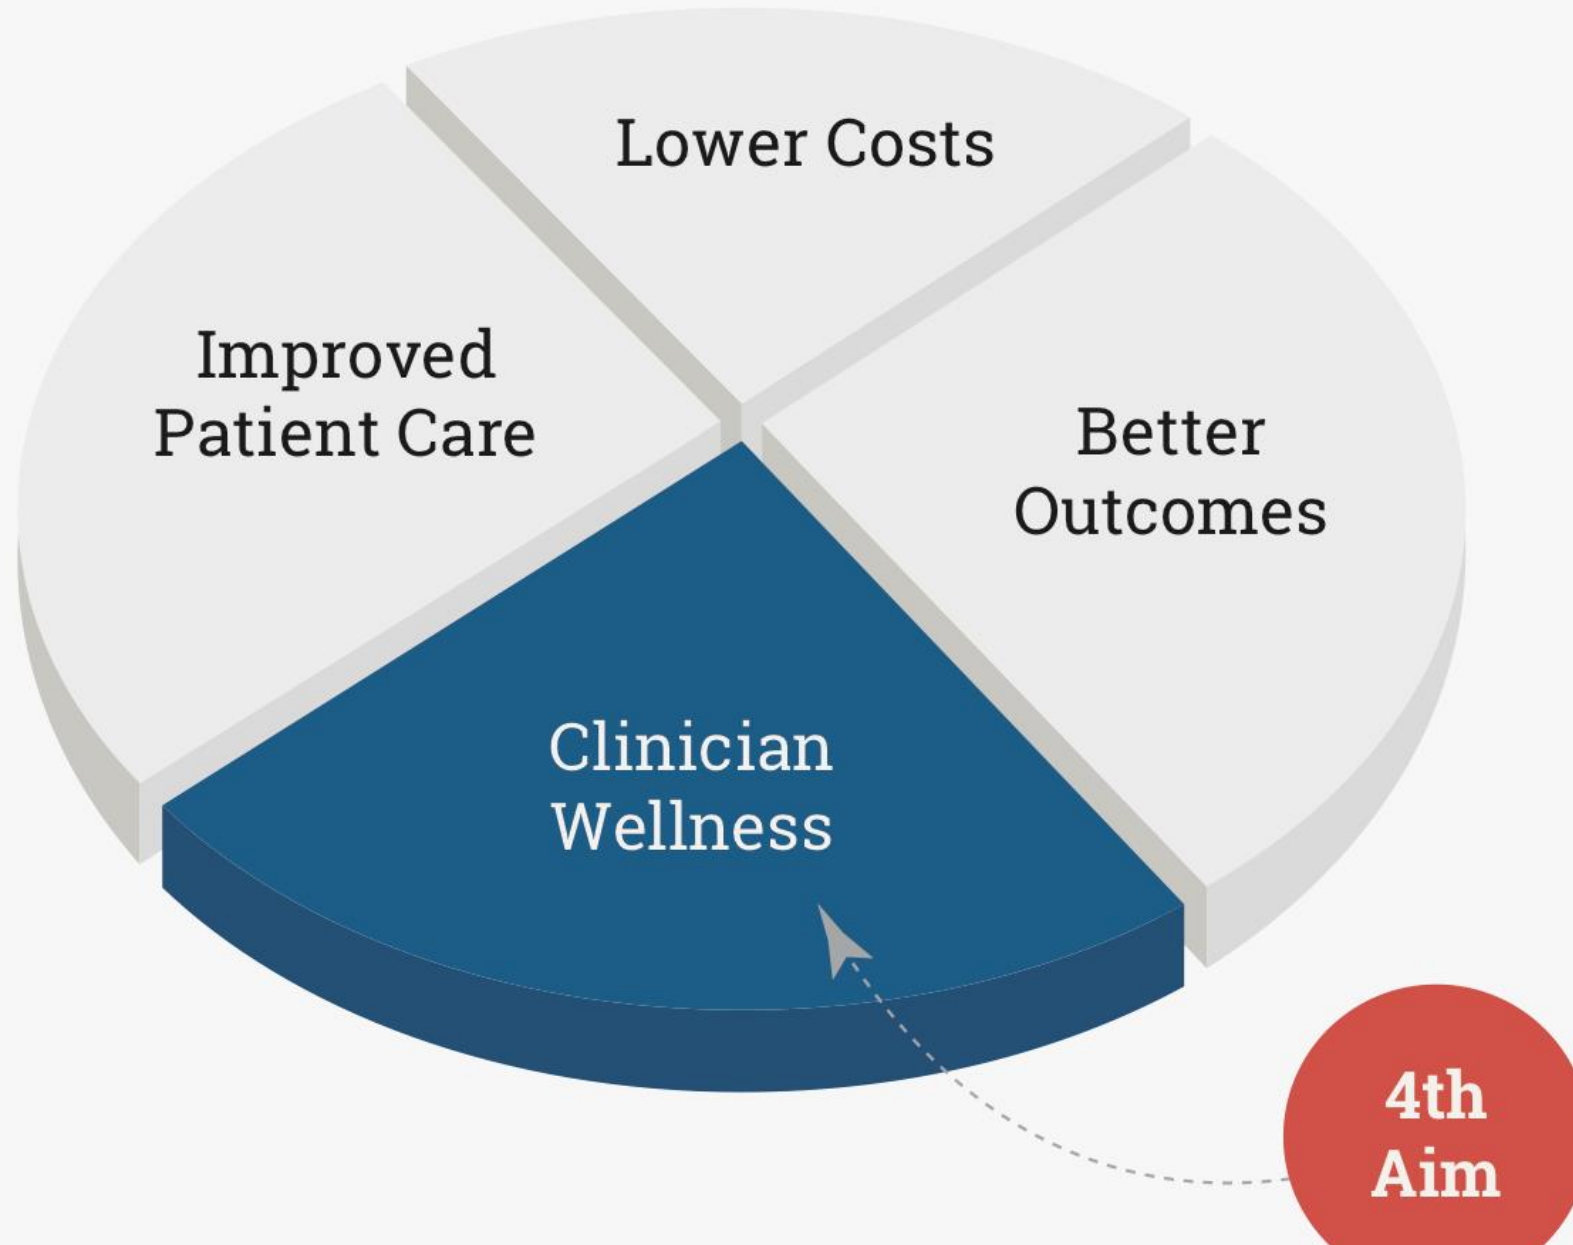 Lower Costs
Improved
Patient Care
Better
Outcomes
Clinician
Wellness
4th
Aim